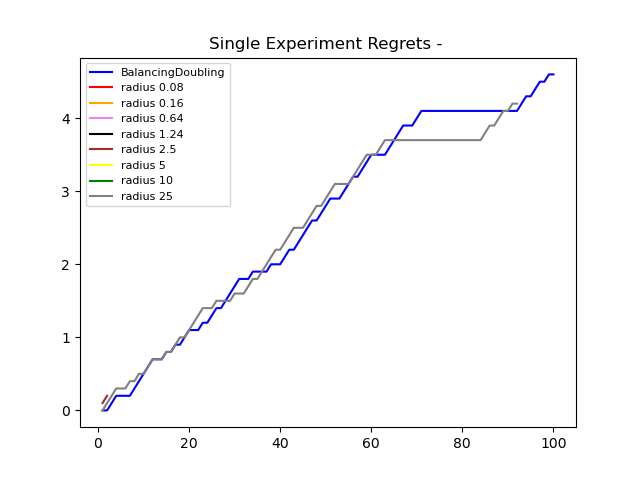 Single Experiment Regrets -
BalancingDoubling
radius 0.08
radius 0.16
radius 0.64
radius 1.24
radius 2.5
radius 5
radius 10
radius 25
4
3
2
1
0
0 20 40 60 80 100